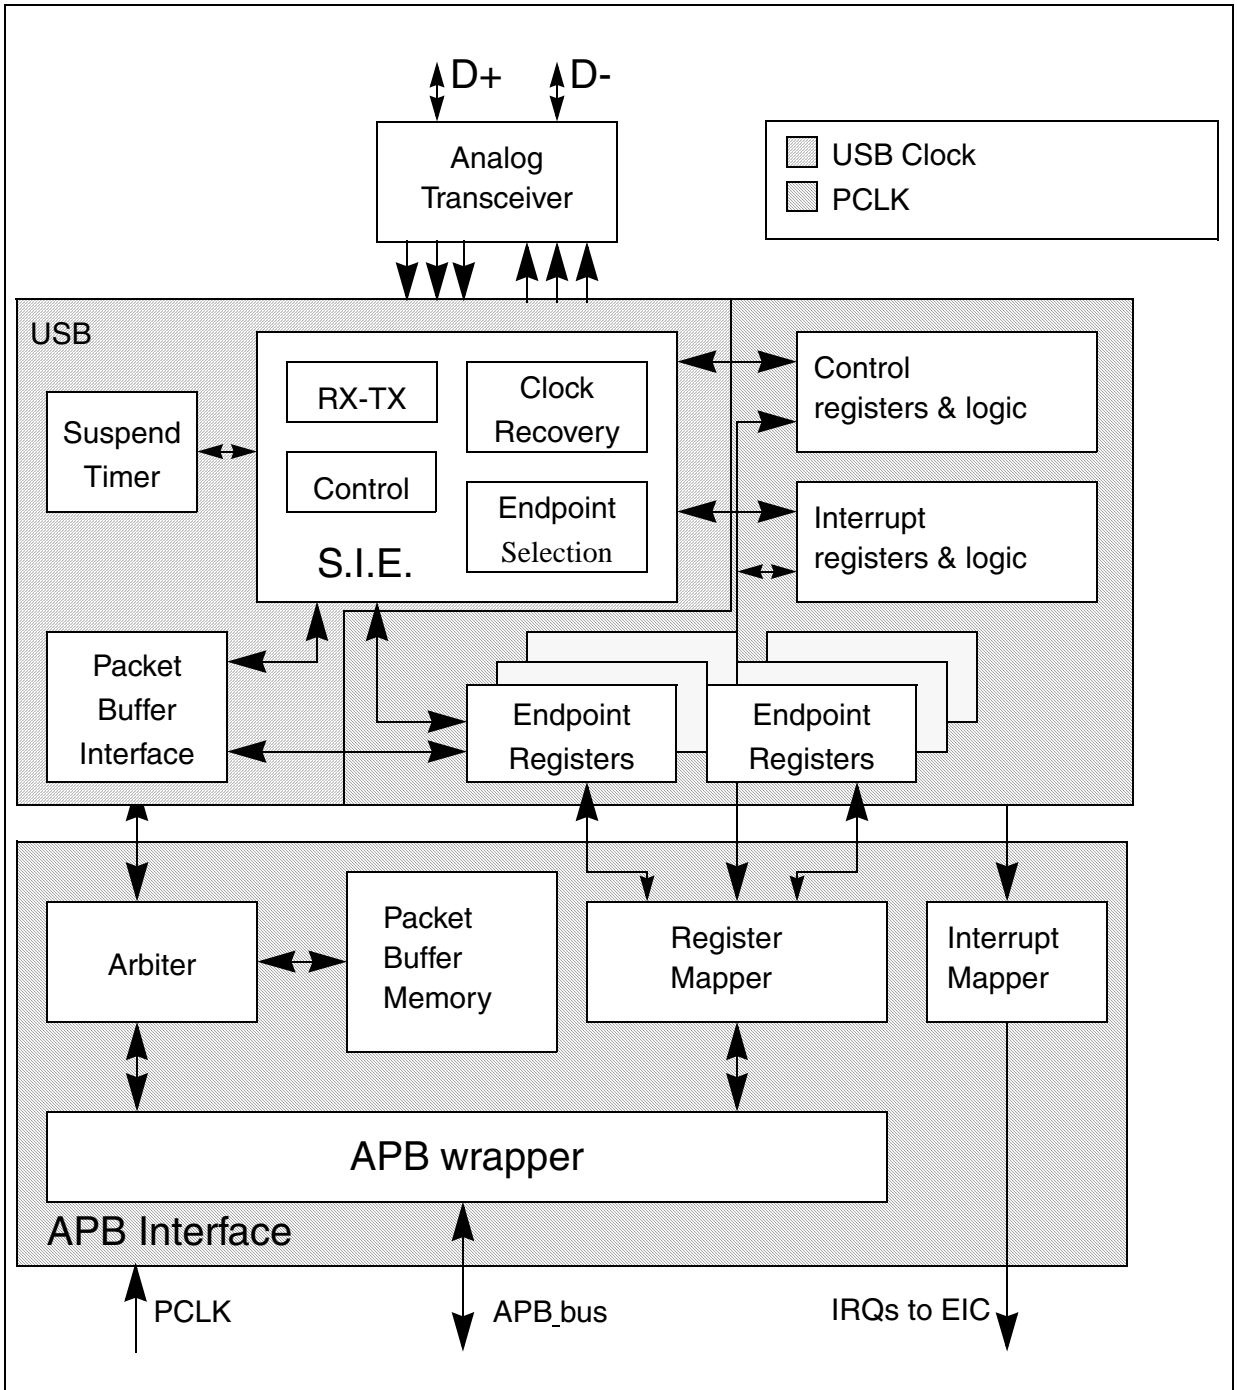 D+
D-
Analog
Transceiver
USB Clock
PCLK
USB
RX-TX
Clock
Recovery
Control
registers & logic
Suspend
Timer
Control
Endpoint
Selection
Interrupt
registers & logic
S.I.E.
Packet
Buffer
Interface
Endpoint
Registers
Endpoint
Registers
Arbiter
Packet
Buffer
Memory
Register
Mapper
Interrupt
Mapper
APB wrapper
APB Interface
PCLK
APB_bus
IRQs to EIC